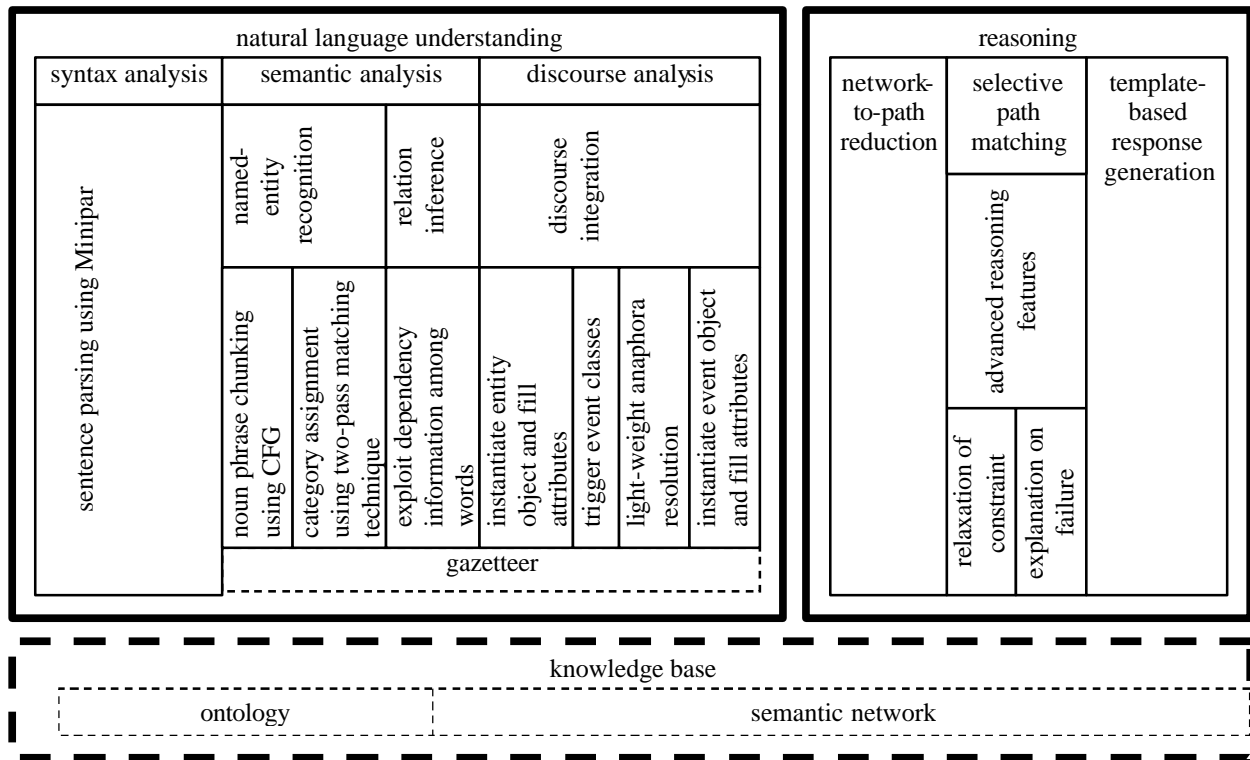 natural language understanding
syntax analysis
semantic analysis
discourse analysis
sentence parsing using Minipar
named-
entity
recognition
relation
inference
discourse
integration
noun phrase chunking
using CFG
category assignment
using two-pass matching
technique
exploit dependency
information among
words
instantiate entity
object and fill
attributes
trigger event classes
light-weight anaphora
resolution
instantiate event object
and fill attributes
gazetteer
reasoning
network-
to-path
reduction
selective
path
matching
template-
based
response
generation
advanced reasoning
features
relaxation of
constraint
explanation on
failure
knowledge base
ontology
semantic network